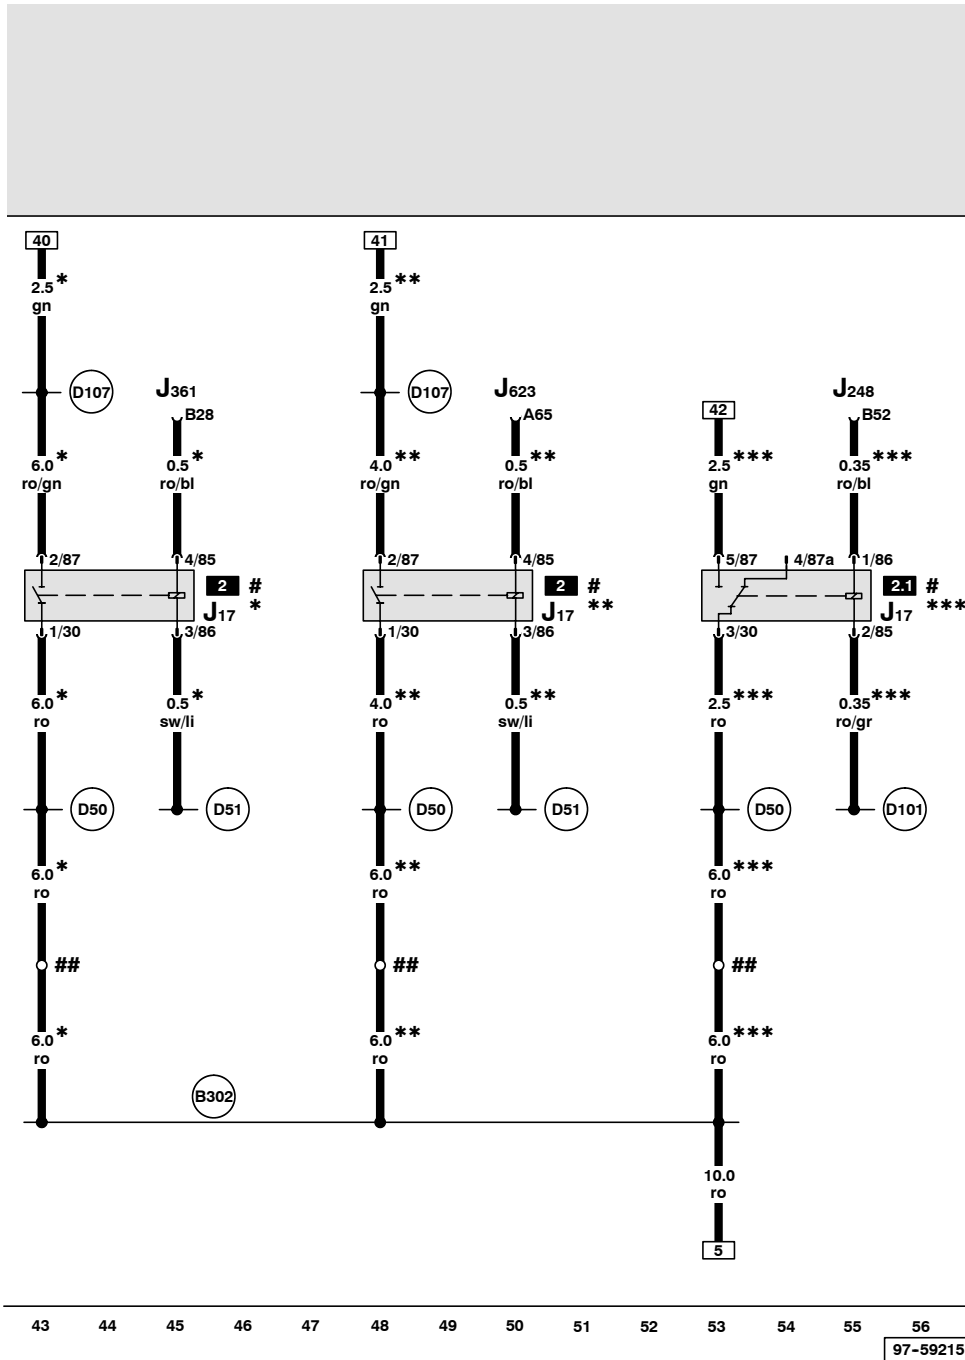 40 41
2.5 * 2.5 **
gn gn
D107 J361 D107 J623 J248
B28 A65 42 B52
6.0 * 0.5 * 4.0 ** 0.5 ** 2.5 *** 0.35 ***
ro/gn ro/bl ro/gn ro/bl gn ro/bl
2/87 4/85 2/87 4/85 5/87 4/87a 1/86
2 # 2 # 2.1 #
J17 * J17 ** J17 ***
1/30 3/86 1/30 3/86 3/30 2/85
6.0 * 0.5 * 4.0 ** 0.5 ** 2.5 *** 0.35 ***
ro sw/li ro sw/li ro ro/gr
D50 D51 D50 D51 D50 D101
6.0 * 6.0 ** 6.0 ***
ro ro ro
## ## ##
6.0 * 6.0 ** 6.0 ***
ro ro ro
B302
10.0
ro
5
43 44 45 46 47 48 49 50 51 52 53 54 55 56
97-59215